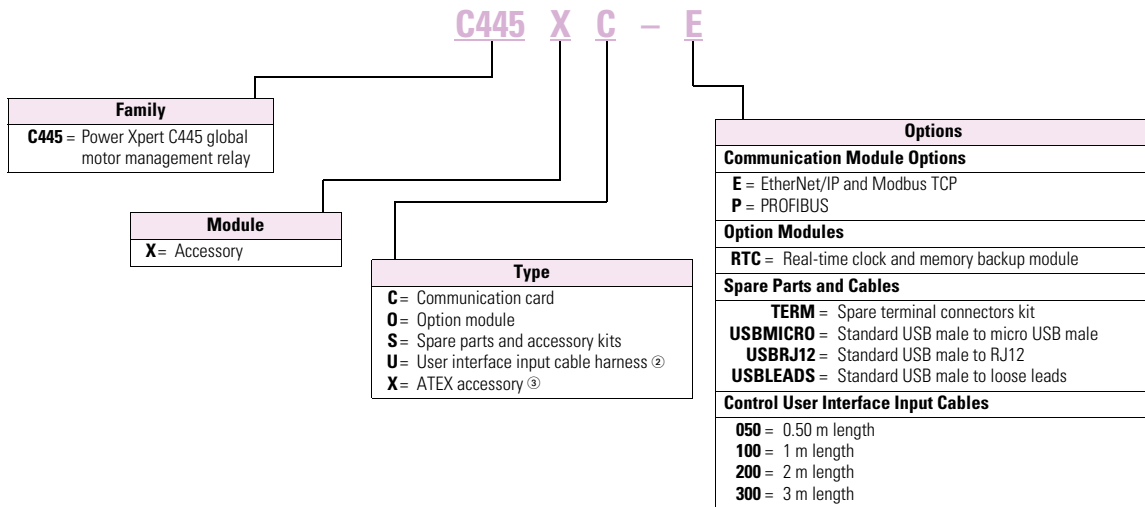 C445 X C – E
Family
C445 = Power Xpert C445 global
motor management relay
Module
X = Accessory
Type
C = Communication card
O = Option module
S = Spare parts and accessory kits
U = User interface input cable harness ②
X = ATEX accessory ③
Options
Communication Module Options
E = EtherNet/IP and Modbus TCP
P = PROFIBUS
Option Modules
RTC = Real-time clock and memory backup module
Spare Parts and Cables
TERM = Spare terminal connectors kit
USBMICRO = Standard USB male to micro USB male
USBRJ12 = Standard USB male to RJ12
USBLEADS = Standard USB male to loose leads
Control User Interface Input Cables
050 = 0.50 m length
100 = 1 m length
200 = 2 m length
300 = 3 m length